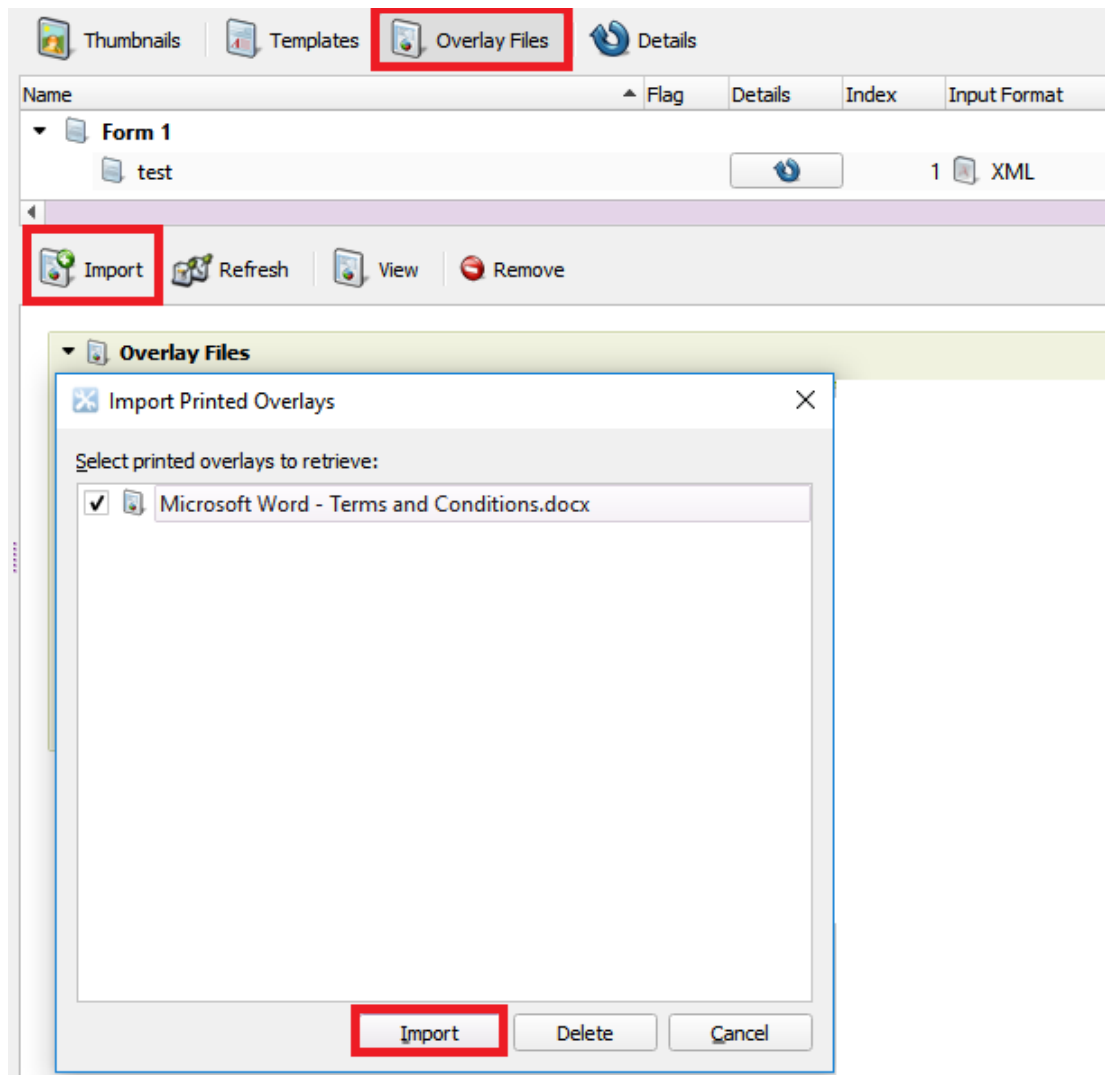 Thumbnails Templates Overlay Files Details
Name Flag Details Index Input Format
Form 1
test 1 XML
Import Refresh View Remove
Overlay Files
Import Printed Overlays
Select printed overlays to retrieve:
Microsoft Word - Terms and Conditions.docx
Import Delete Cancel